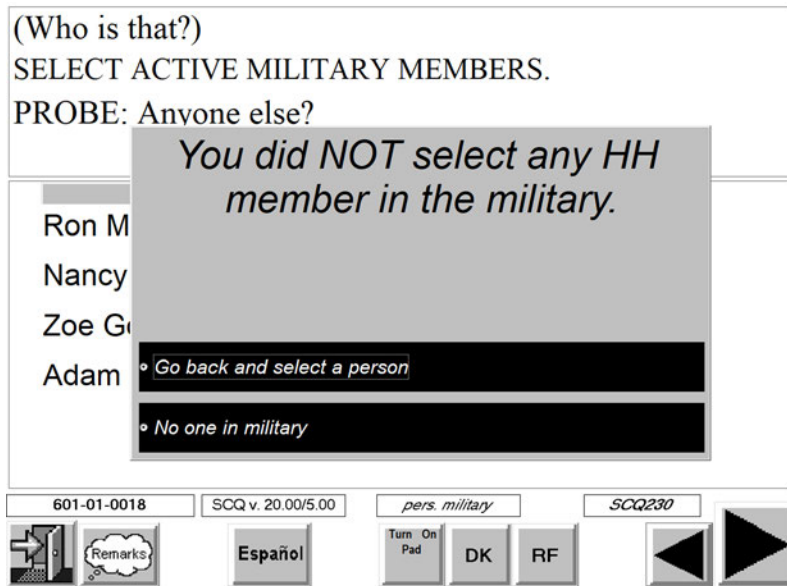 (Who is that?)
SELECT ACTIVE MILITARY MEMBERS.
PROBE: Anyone else?
You did NOT select any HH
member in the military.
Ron M
Nancy
Zoe G
Adam
Go back and select a person
No one in military
601-01-0018
SCQ v. 20.00/5.00
pers. military
SCQ230
Remarks
Español
Turn On
Pad
DK
RF